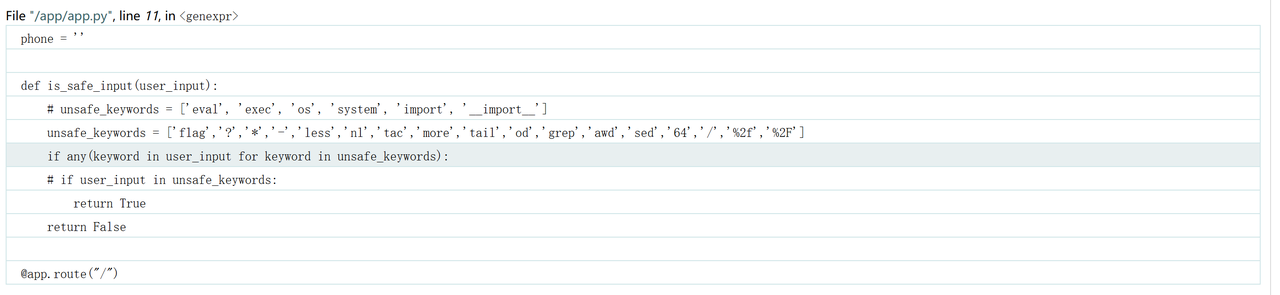 File "/app/app.py", line 11, in <genexpr>
phone = ''
def is_safe_input(user_input):
    # unsafe_keywords = ['eval', 'exec', 'os', 'system', 'import', '__import__']
    unsafe_keywords = ['flag','?','*','-','less','nl','tac','more','tail','od','grep','awd','sed','64','/','%2f','%2F']
    if any(keyword in user_input for keyword in unsafe_keywords):
    # if user_input in unsafe_keywords:
        return True
    return False
@app.route("/")